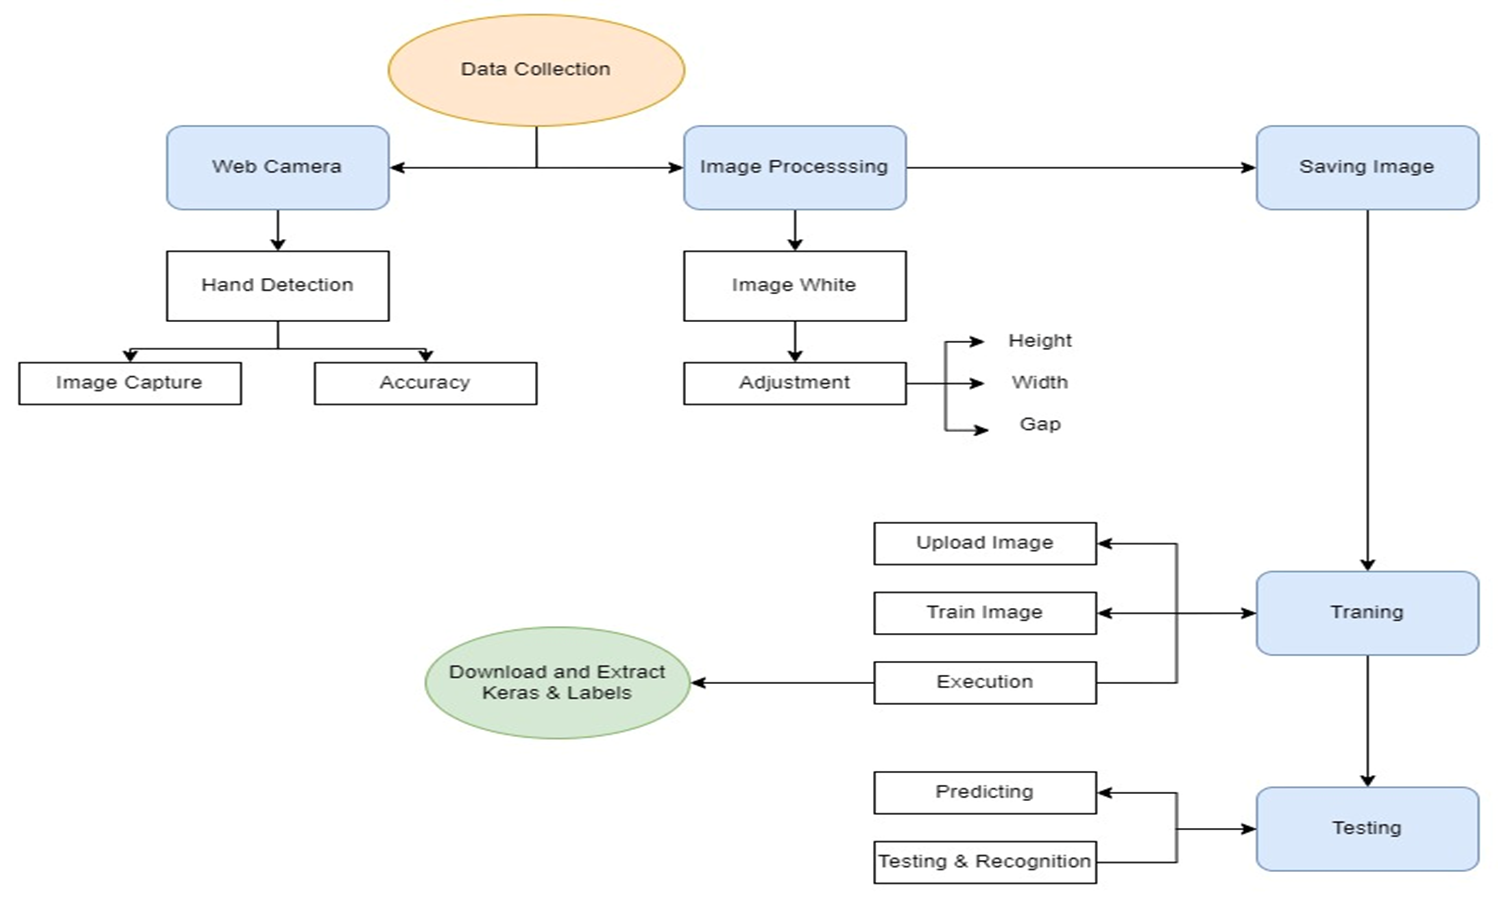 Data Collection
Web Camera
Image Processsing
Saving Image
Hand Detection
Image White
Image Capture
Accuracy
Adjustment
Height
Width
Gap
Upload Image
Train Image
Traning
Execution
Download and Extract
Keras & Labels
Predicting
Testing
Testing & Recognition